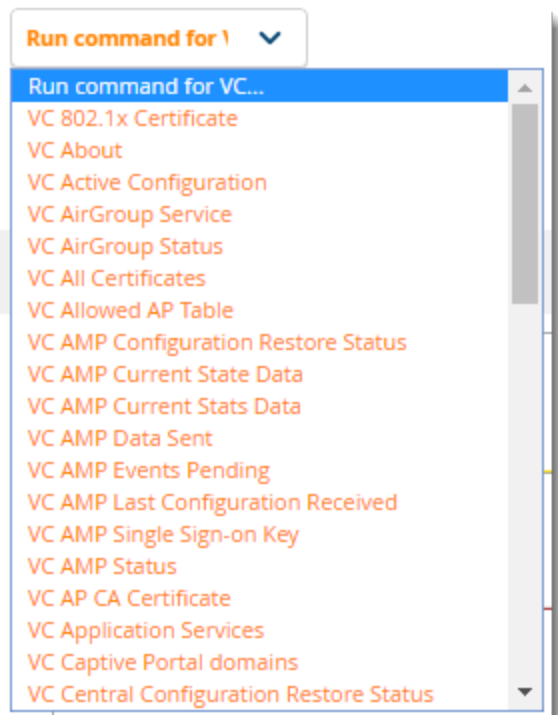 Run command for V
Run command for VC...
VC 802.1x Certificate
VC About
VC Active Configuration
VC AirGroup Service
VC AirGroup Status
VC All Certificates
VC Allowed AP Table
VC AMP Configuration Restore Status
VC AMP Current State Data
VC AMP Current Stats Data
VC AMP Data Sent
VC AMP Events Pending
VC AMP Last Configuration Received
VC AMP Single Sign-on Key
VC AMP Status
VC AP CA Certificate
VC Application Services
VC Captive Portal domains
VC Central Configuration Restore Status